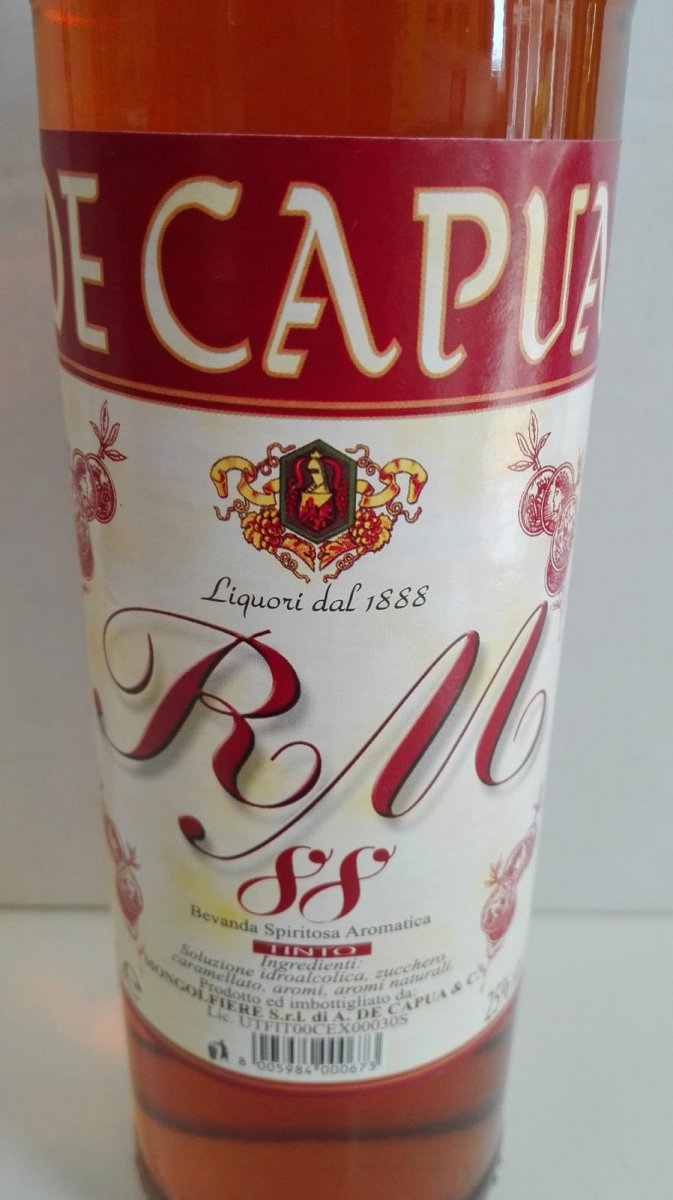 DE CAPUA
Liquori dal 1888
RM
88
Bevanda Spiritosa Aromatica
TINTO
Ingredienti:
Soluzione idroalcolica, zucchero
caramellato, aromi, aromi naturali
Prodotto ed imbottigliato da:
MONGOLFIERE S.r.l. di A. DE CAPUA & C.
Lic. UTFIT00CEX00030S
25%
8 005984 000673